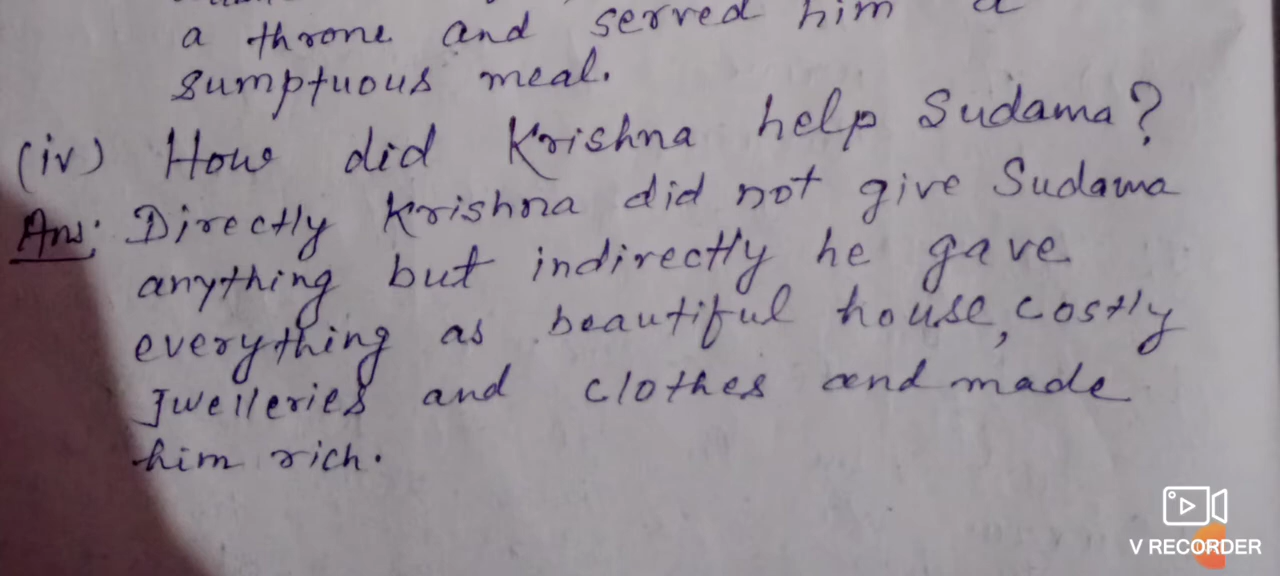 a throne and served him a
sumptuous meal.
(iv) How did Krishna help Sudama?
Ans: Directly Krishna did not give Sudama
anything but indirectly he gave
everything as beautiful house, costly
Jwelleries and clothes and made
him rich.
V RECORDER